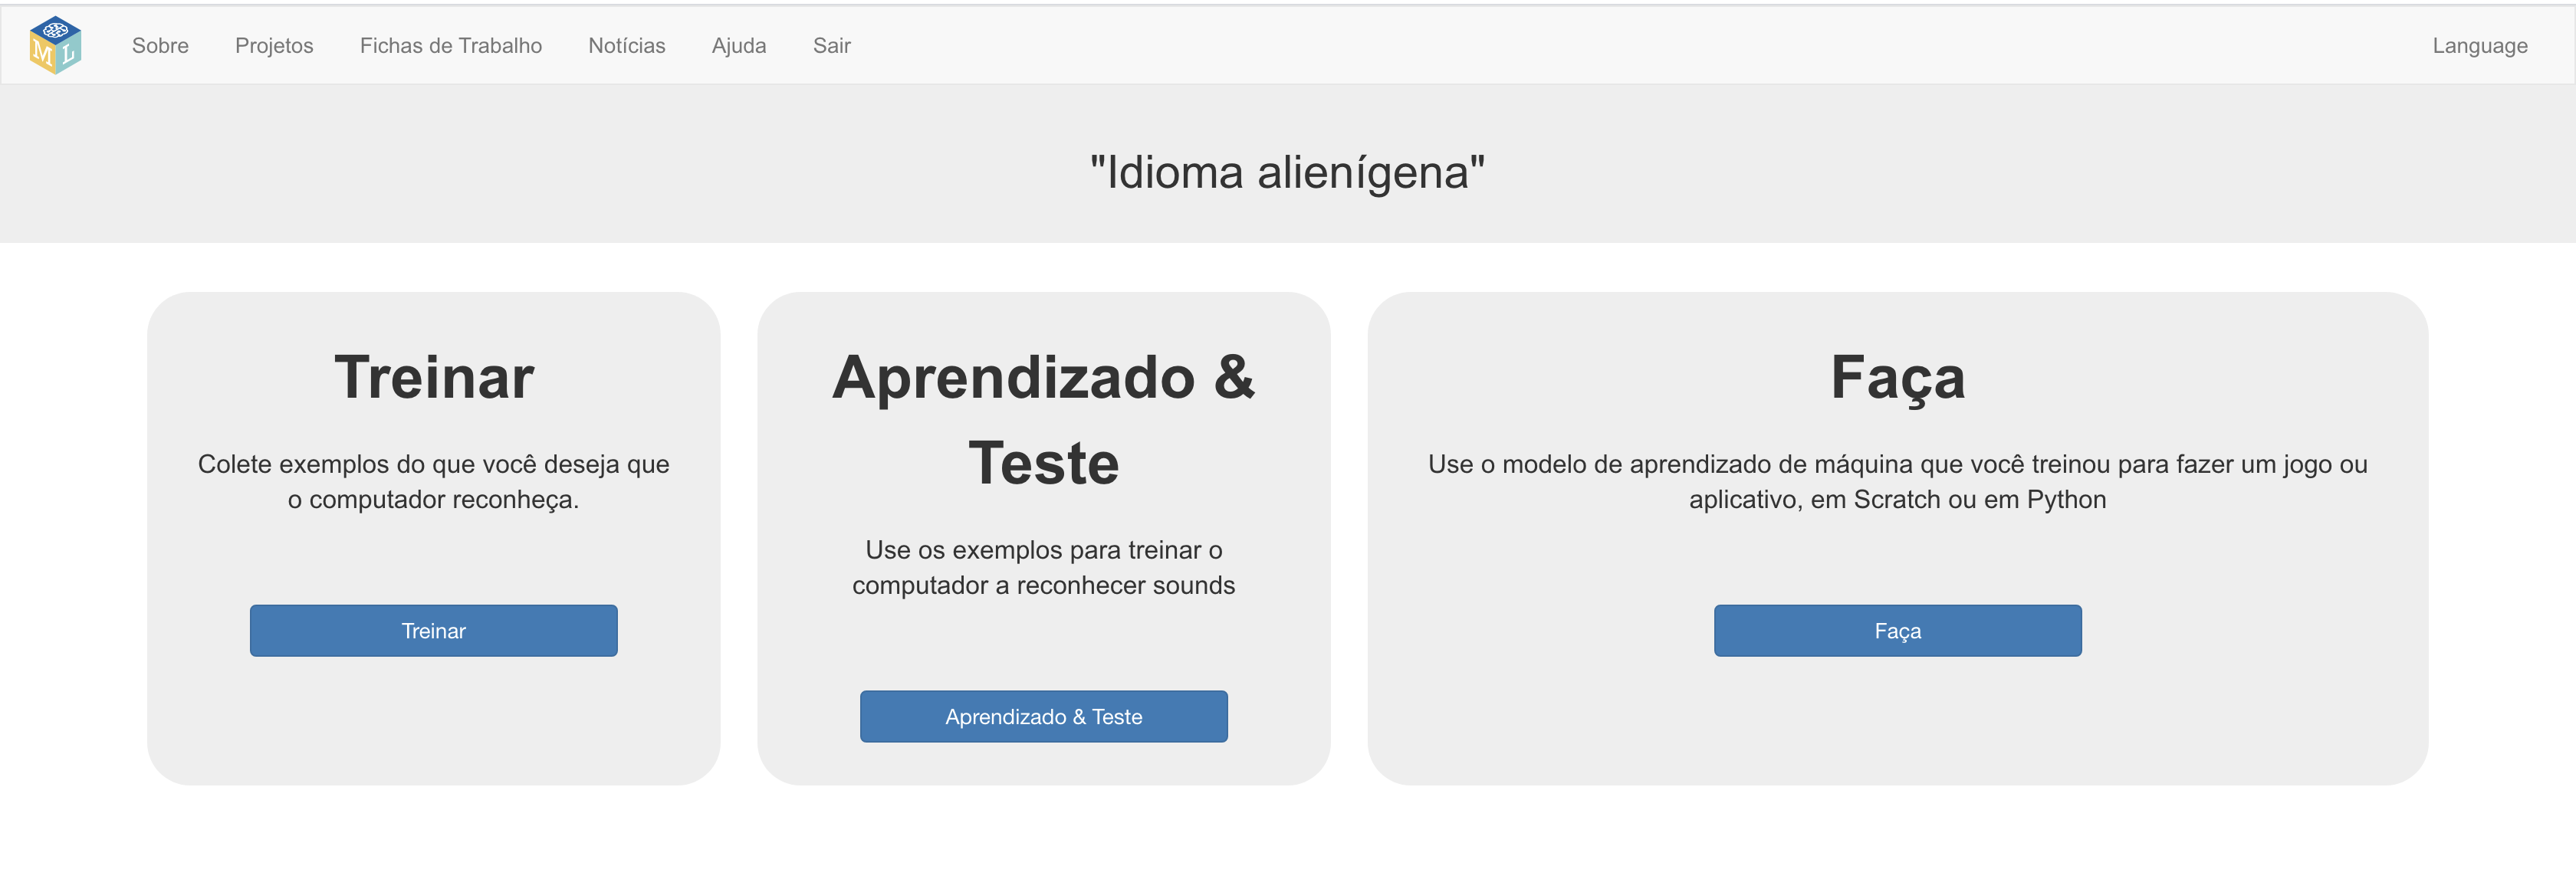 ML
Sobre Projetos Fichas de Trabalho Notícias Ajuda Sair Language
"Idioma alienígena"
Treinar
Colete exemplos do que você deseja que
o computador reconheça.
Treinar
Aprendizado &
Teste
Use os exemplos para treinar o
computador a reconhecer sounds
Aprendizado & Teste
Faça
Use o modelo de aprendizado de máquina que você treinou para fazer um jogo ou
aplicativo, em Scratch ou em Python
Faça